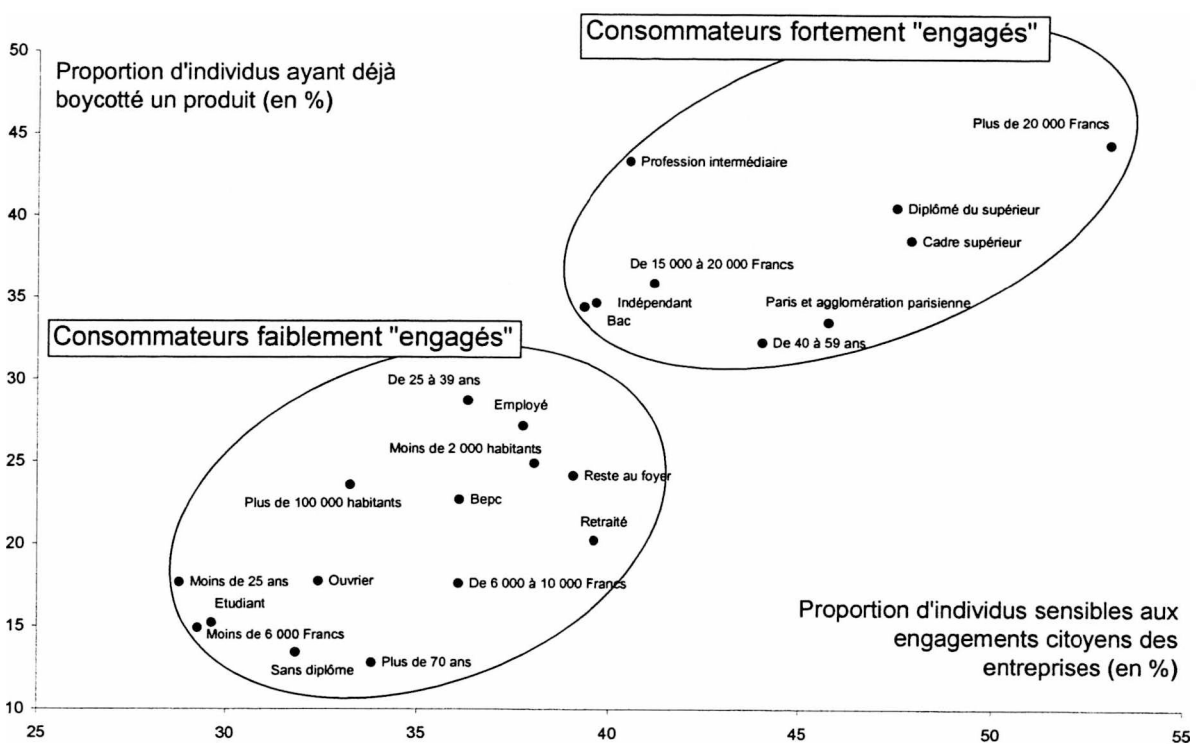 Consommateurs fortement "engagés"
50
Proportion d'individus ayant déjà
boycotté un produit (en %)
45
Plus de 20 000 Francs
Profession intermédiaire
40
Diplômé du supérieur
Cadre supérieur
De 15 000 à 20 000 Francs
35
Indépendant
Paris et agglomération parisienne
Bac
Consommateurs faiblement "engagés"
De 40 à 59 ans
30
De 25 à 39 ans
Employé
25
Moins de 2 000 habitants
Reste au foyer
Plus de 100 000 habitants
Bepc
Retraité
20
Moins de 25 ans
Ouvrier
De 6 000 à 10 000 Francs
Etudiant
15
Moins de 6 000 Francs
Sans diplôme
Plus de 70 ans
Proportion d'individus sensibles aux
engagements citoyens des
entreprises (en %)
10
25 30 35 40 45 50 55